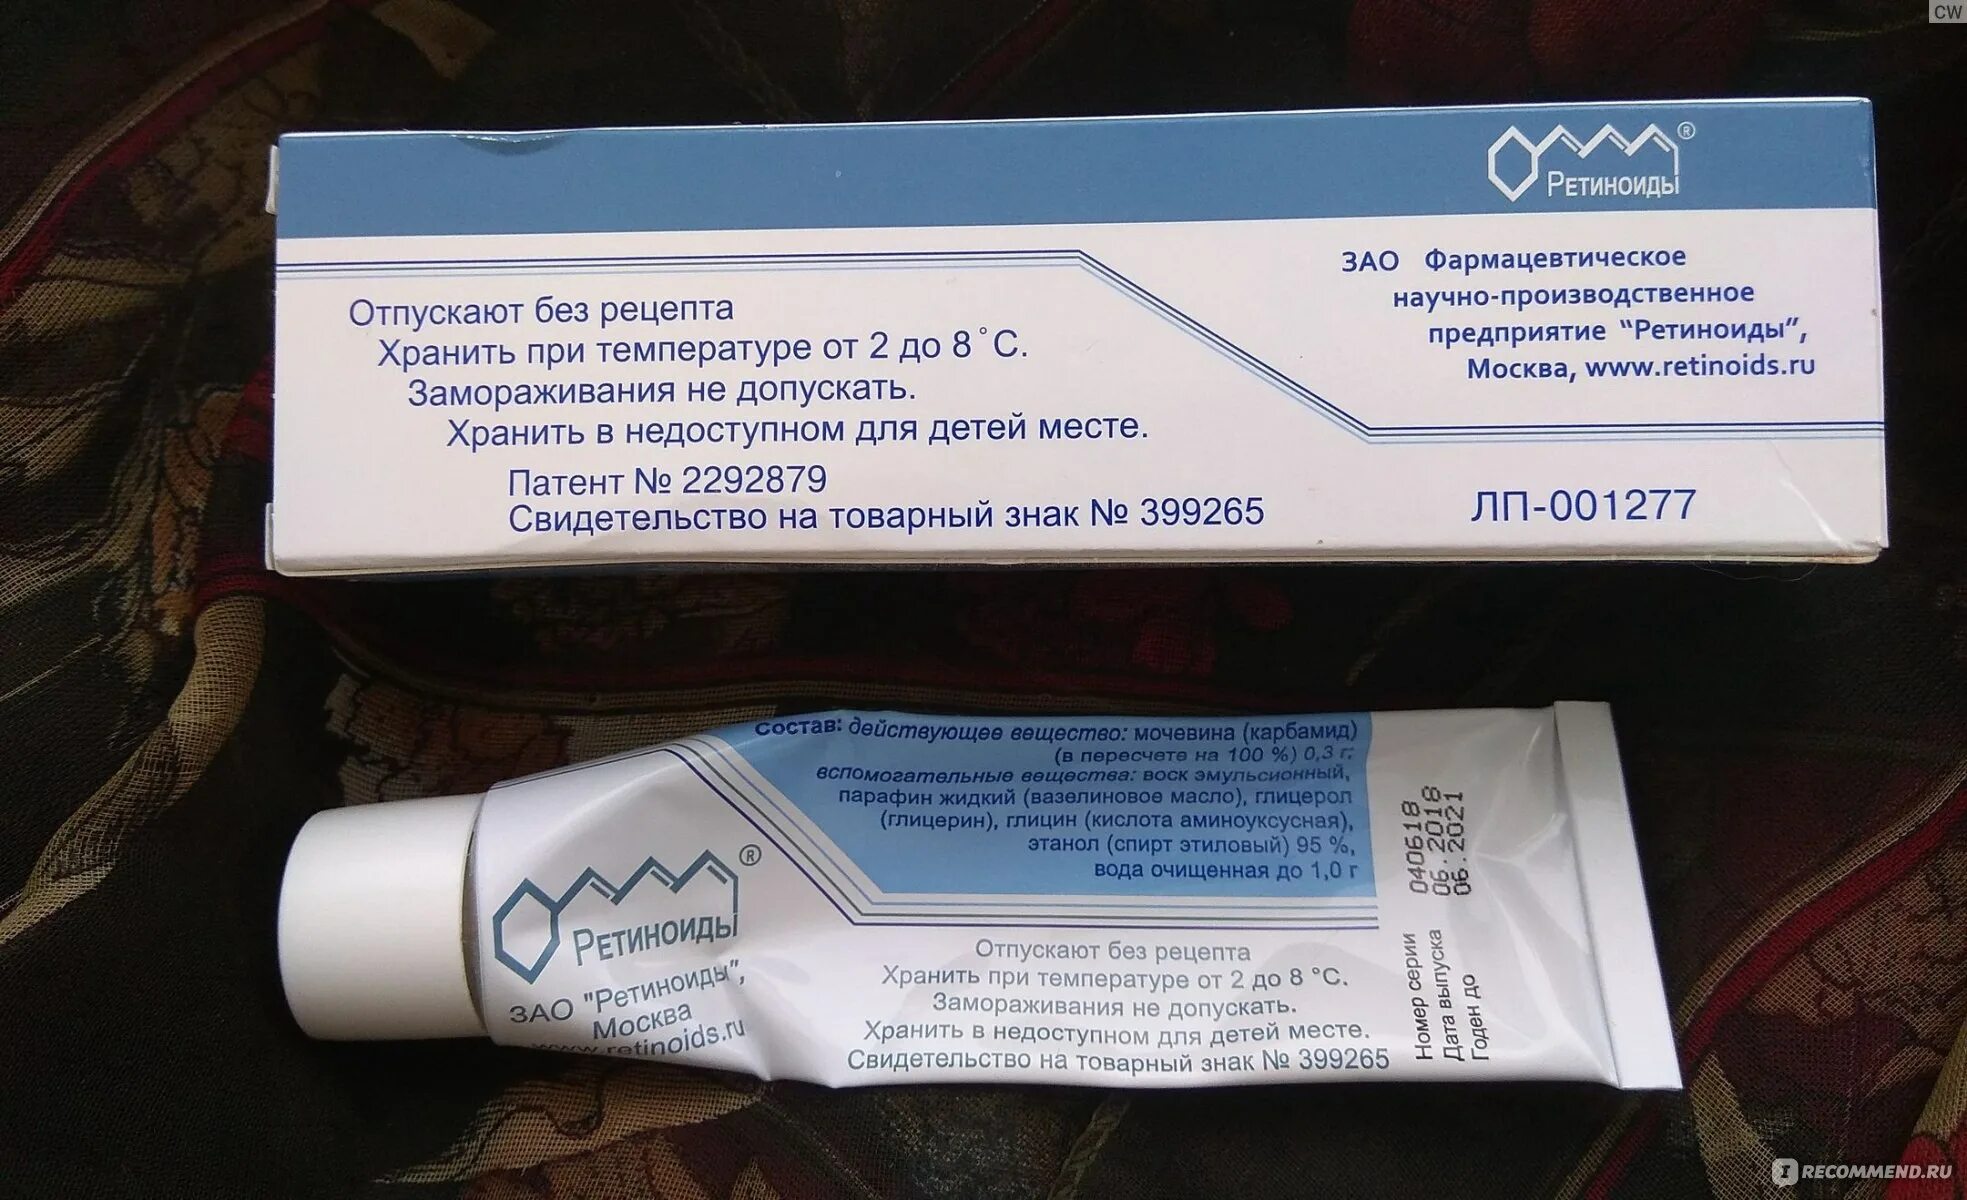 CW
Ретиноиды®
ЗАО Фармацевтическое
научно-производственное
предприятие “Ретиноиды”,
Москва, www.retinoids.ru
Отпускают без рецепта
Хранить при температуре от 2 до 8°С.
Замораживания не допускать.
Хранить в недоступном для детей месте.
Патент № 2292879
Свидетельство на товарный знак № 399265
ЛП-001277
Состав: действующее вещество: мочевина (карбамид)
(в пересчете на 100 %) 0,3 г;
вспомогательные вещества: воск эмульсионный,
парафин жидкий (вазелиновое масло), глицерол
(глицерин), глицин (кислота аминоуксусная),
этанол (спирт этиловый) 95 %,
вода очищенная до 1,0 г
Ретиноиды®
ЗАО "Ретиноиды",
Москва
www.retinoids.ru
Отпускают без рецепта
Хранить при температуре от 2 до 8 °С.
Замораживания не допускать.
Хранить в недоступном для детей месте.
Свидетельство на товарный знак № 399265
Номер серии 040618
Дата выпуска 06.2018
Годен до 06.2021
IRECOMMEND.RU